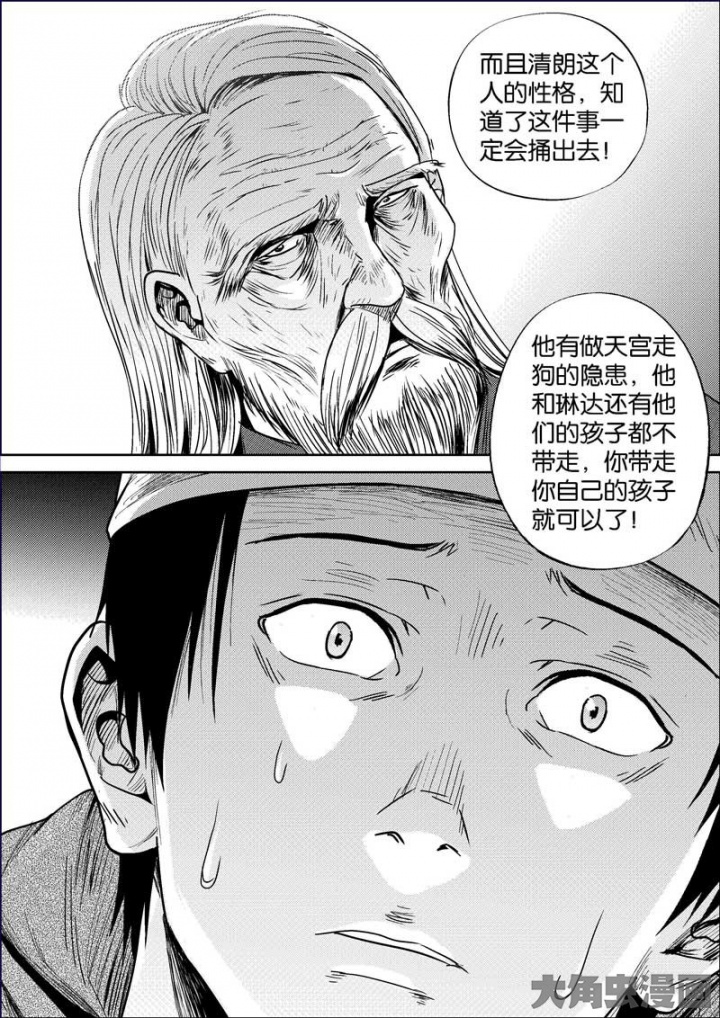 而且清朗这个
人的性格，知
道了这件事一
定会捅出去！
他有做天宫走
狗的隐患，他
和琳达还有他
们的孩子都不
带走，你带走
你自己的孩子
就可以了！
大角虫漫画